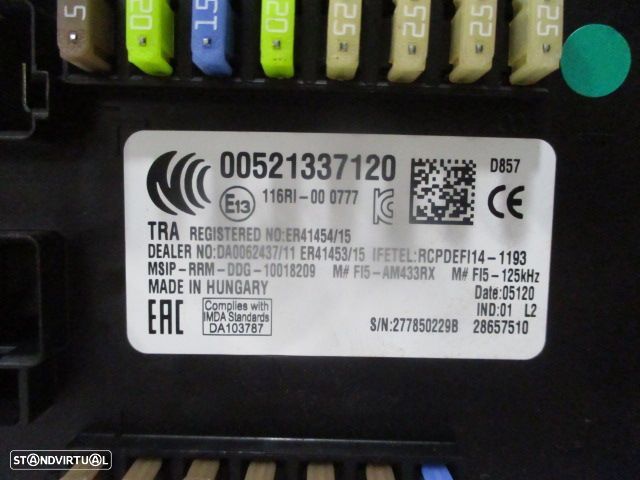 5 20 15 20 25 25 25 25
00521337120
D857
E13
116RI-00 0777
TRA REGISTERED NO:ER41454/15
DEALER NO:DA0062437/11 ER41453/15 IFETEL:RCPDEFI14-1193
MSIP-RRM-DDG-10018209 M# FI5-AM433RX M# FI5-125kHz
MADE IN HUNGARY
Date:05120
IND:01 L2
EAC
Complies with
IMDA Standards
DA103787
S/N:277850229B 28657510
STANDVIRTUAL